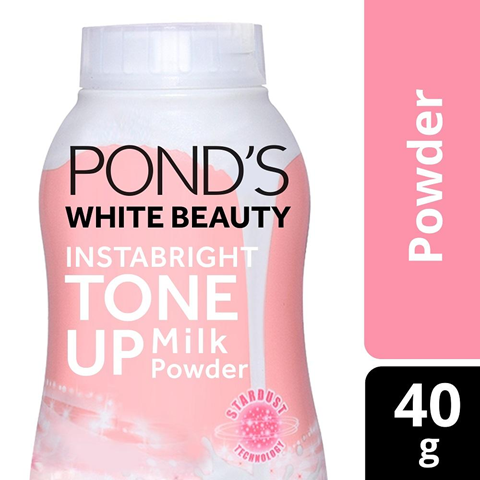 POND'S
WHITE BEAUTY
INSTABRIGHT
TONE
UP Milk
Powder
STARDUST
TECHNOLOGY
Powder
40
g